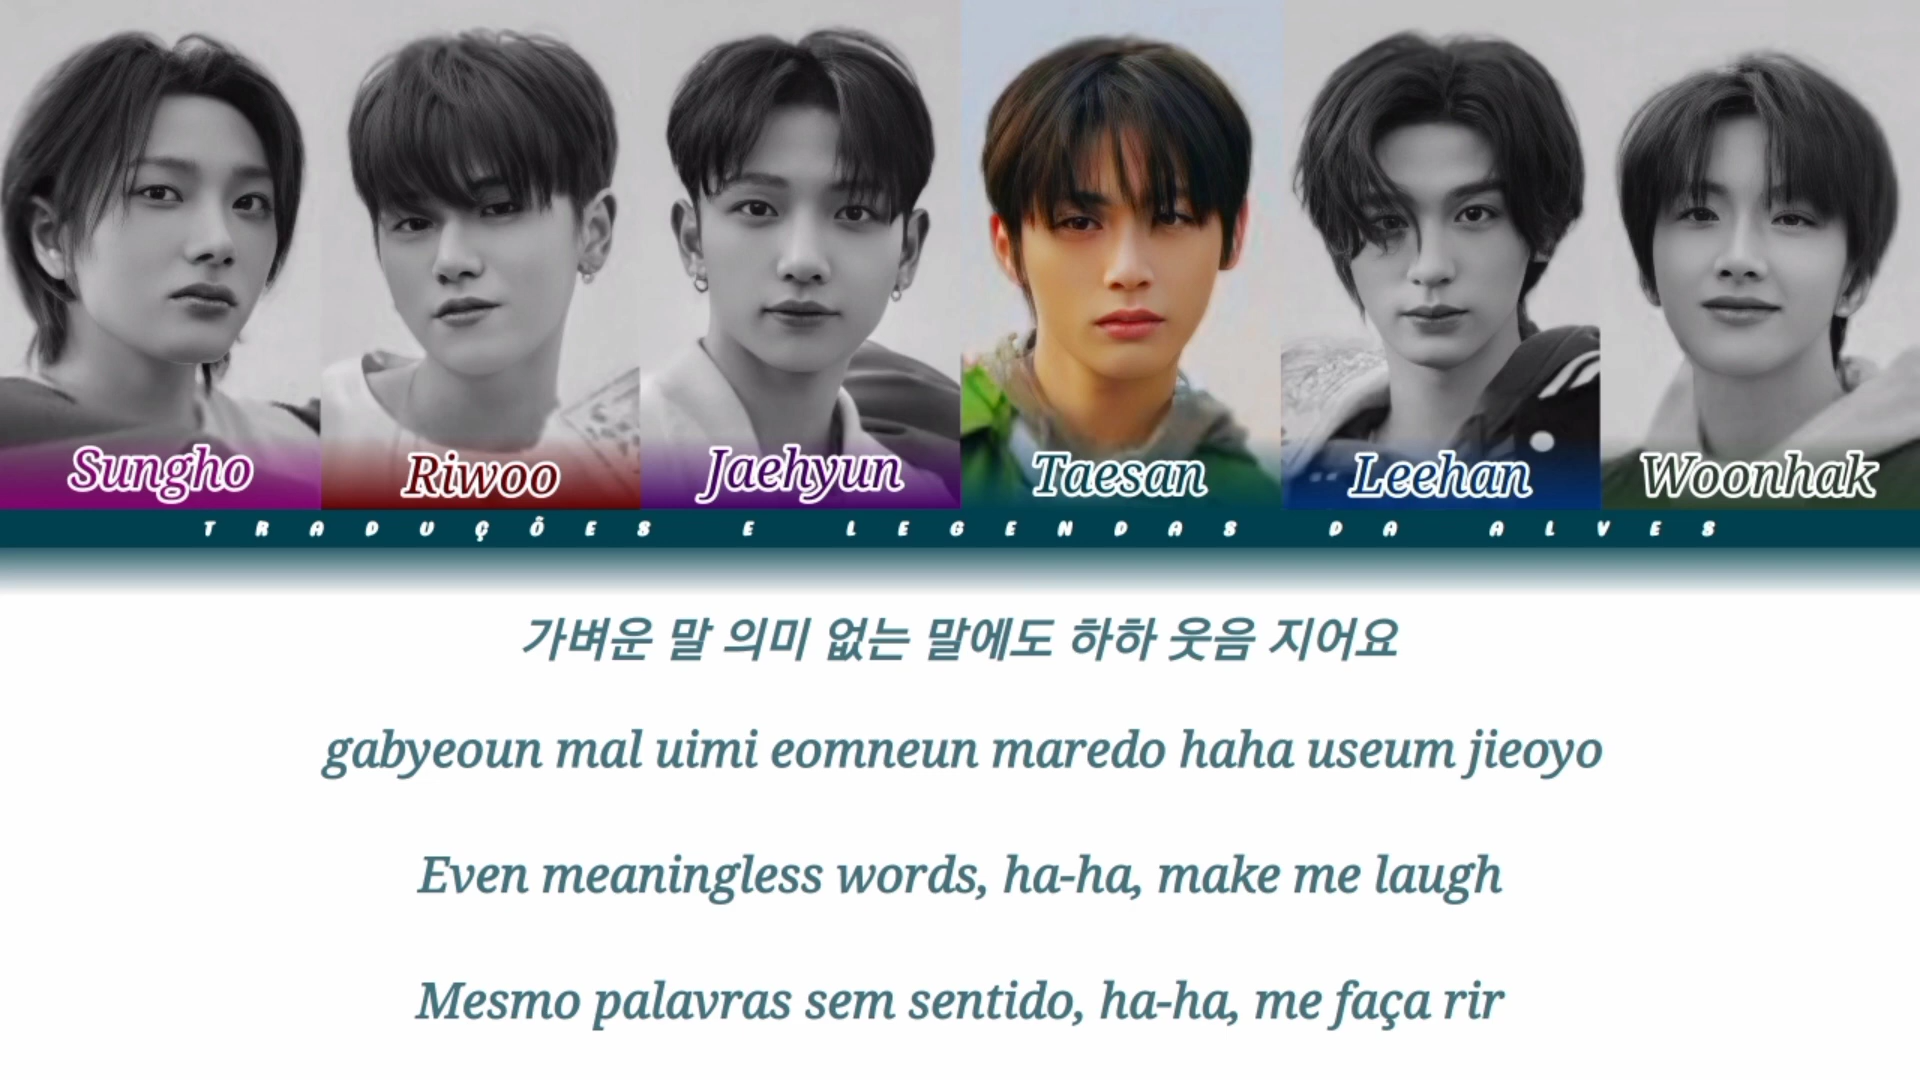 Sungho Riwoo Jaehyun Taesan Leehan Woonhak
TRADUÇÕES E LEGENDAS DA ALVES
가벼운 말 의미 없는 말에도 하하 웃음 지어요
gabyeoun mal uimi eomneun maredo haha useum jieoyo
Even meaningless words, ha-ha, make me laugh
Mesmo palavras sem sentido, ha-ha, me faça rir